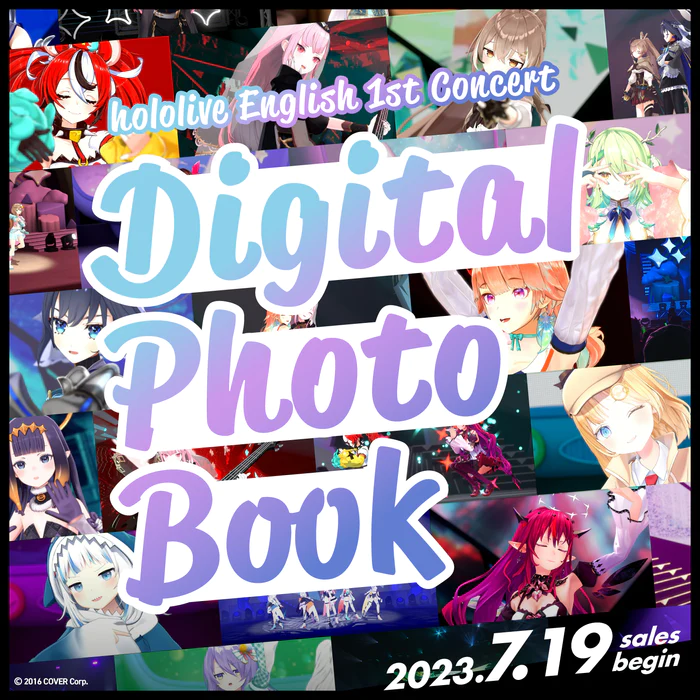 hololive English 1st Concert
Digital
Photo
Book
2023.7.19 sales
begin
© 2016 COVER Corp.